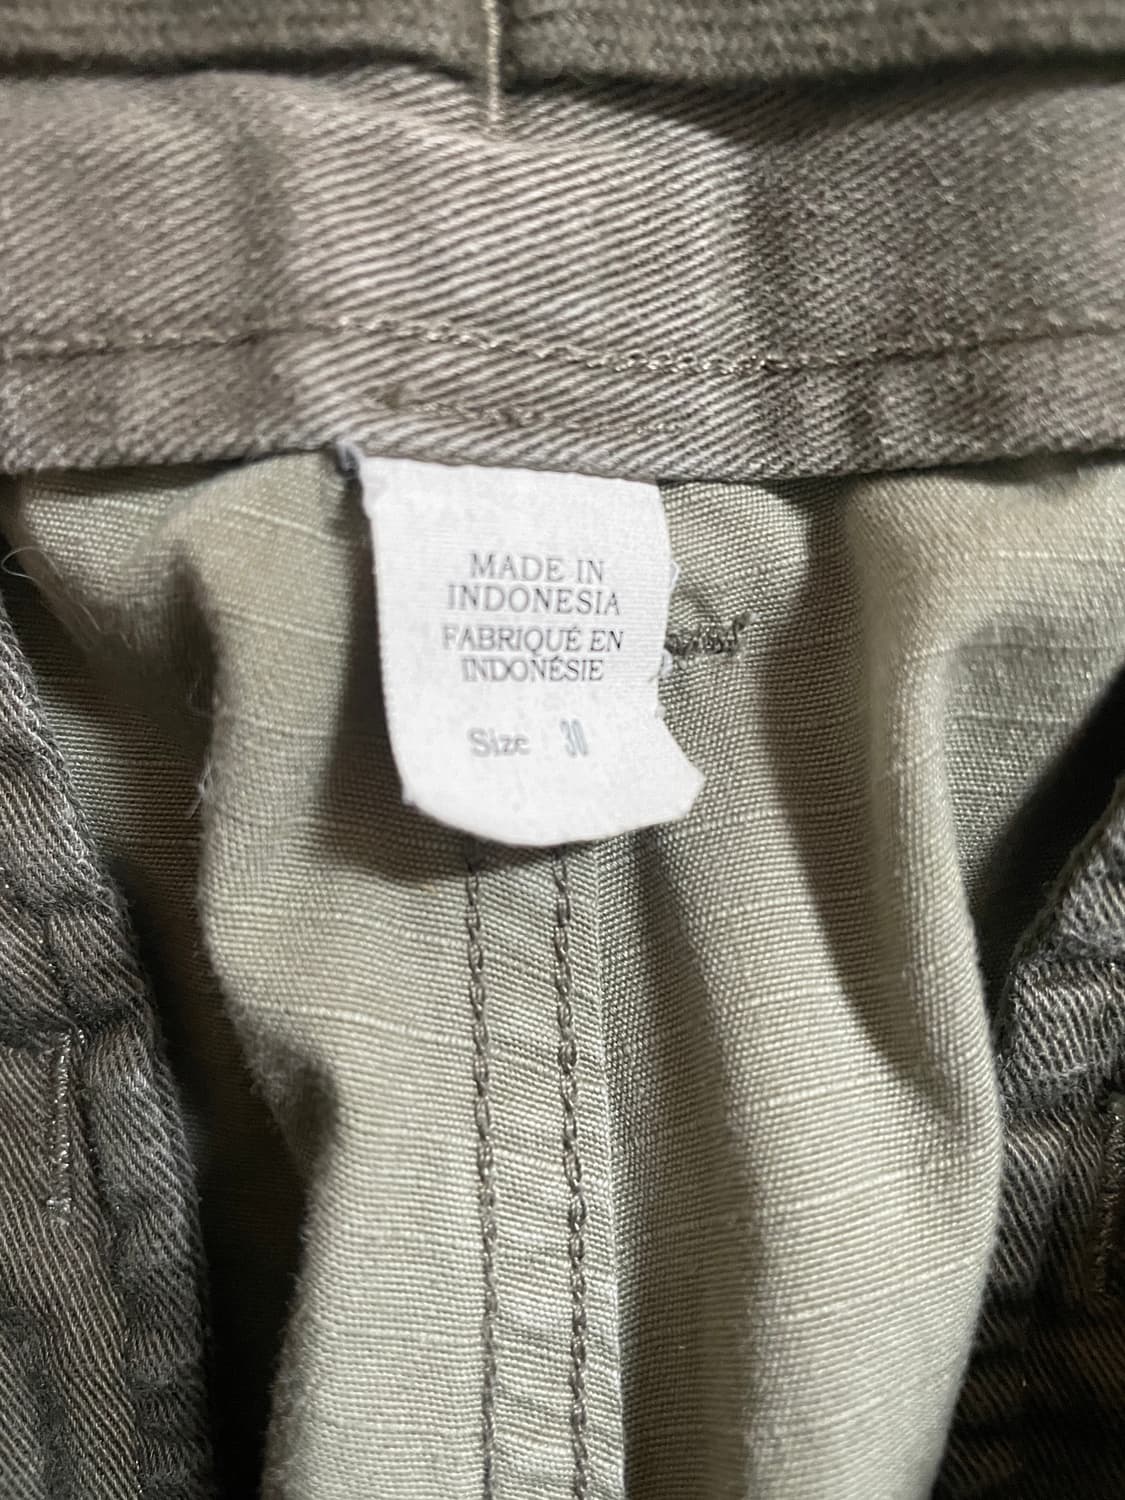 MADE IN
INDONESIA
FABRIQUÉ EN
INDONÉSIE
Size 30